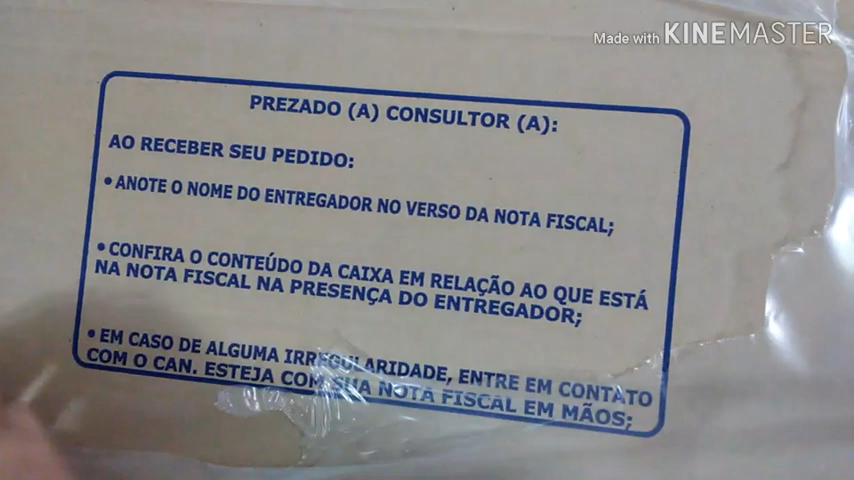 Made with KINEMASTER
PREZADO (A) CONSULTOR (A):
AO RECEBER SEU PEDIDO:
• ANOTE O NOME DO ENTREGADOR NO VERSO DA NOTA FISCAL;
• CONFIRA O CONTEÚDO DA CAIXA EM RELAÇÃO AO QUE ESTÁ
NA NOTA FISCAL NA PRESENÇA DO ENTREGADOR;
• EM CASO DE ALGUMA IRREGULARIDADE, ENTRE EM CONTATO
COM O CAN. ESTEJA COM SUA NOTA FISCAL EM MÃOS;